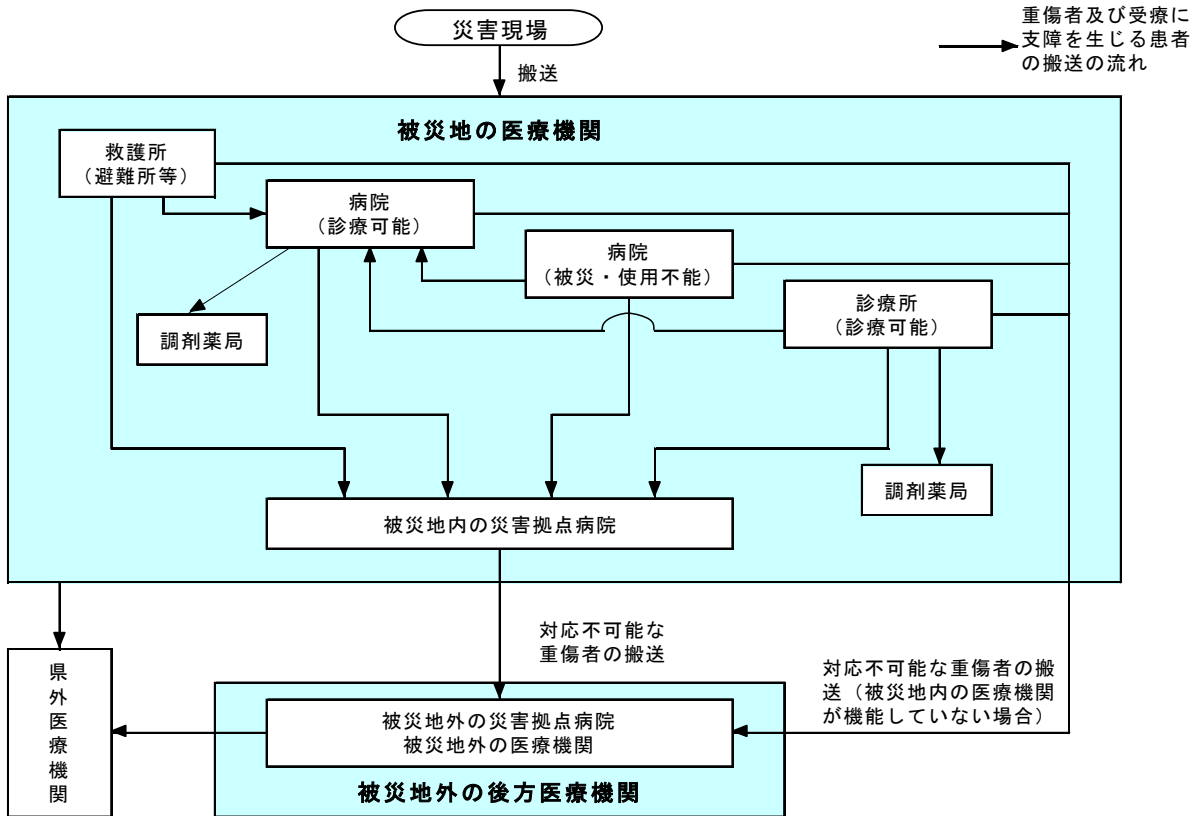 災害現場
重傷者及び受療に
支障を生じる患者
の搬送の流れ
搬送
被災地の医療機関
救護所
（避難所等）
病院
（診療可能）
病院
（被災・使用不能）
診療所
（診療可能）
調剤薬局
調剤薬局
被災地内の災害拠点病院
対応不可能な
重傷者の搬送
対応不可能な重傷者の搬
送（被災地内の医療機関
が機能していない場合）
県外医療機関
被災地外の災害拠点病院
被災地外の医療機関
被災地外の後方医療機関